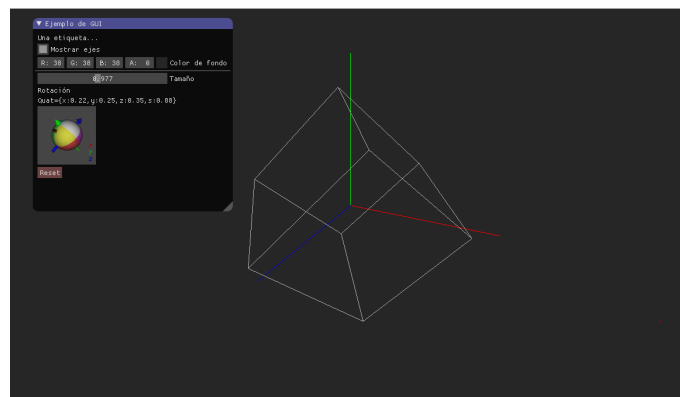 Ejemplo de GUI
Una etiqueta...
Mostrar ejes
R: 38 G: 38 B: 38 A: 0 Color de fondo
0.977 Tamaño
Rotación
Quat={x:0.22,y:0.25,z:0.35,s:0.88}
x
y
z
Reset